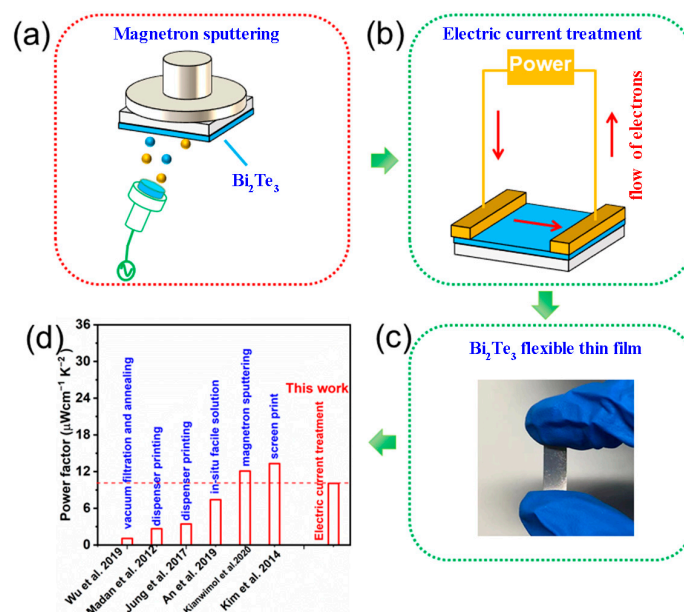 (a)
Magnetron sputtering
Bi₂Te₃
(b)
Electric current treatment
Power
flow of electrons
(c)
Bi₂Te₃ flexible thin film
(d)
Power factor (μWcm⁻¹ K⁻²)
36
30
24
18
12
6
0
vacuum filtration and annealing
dispenser printing
dispenser printing
in-situ facile solution
magnetron sputtering
screen print
This work
Electric current treatment
Wu et al. 2019
Madan et al. 2012
Jung et al. 2017
An et al. 2019
Kianwimol et al.2020
Kim et al. 2014